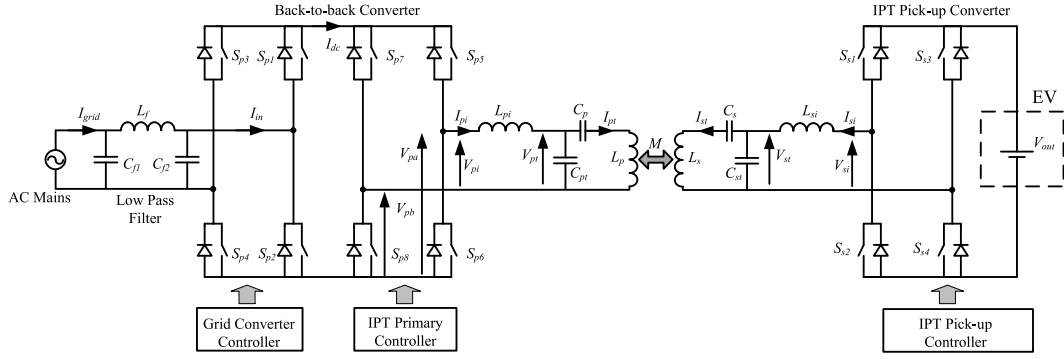 Back-to-back Converter
IPT Pick-up Converter
I_dc
S_p3
S_p1
S_p7
S_p5
S_s1
S_s3
EV
I_grid
L_f
I_in
I_pi
L_pi
C_p
I_pt
M
I_st
C_s
L_si
I_si
V_out
C_f1
C_f2
V_pa
V_pi
V_pt
C_pt
L_p
L_s
C_st
V_st
V_si
AC Mains
Low Pass
Filter
V_pb
S_p4
S_p2
S_p8
S_p6
S_s2
S_s4
Grid Converter
Controller
IPT Primary
Controller
IPT Pick-up
Controller